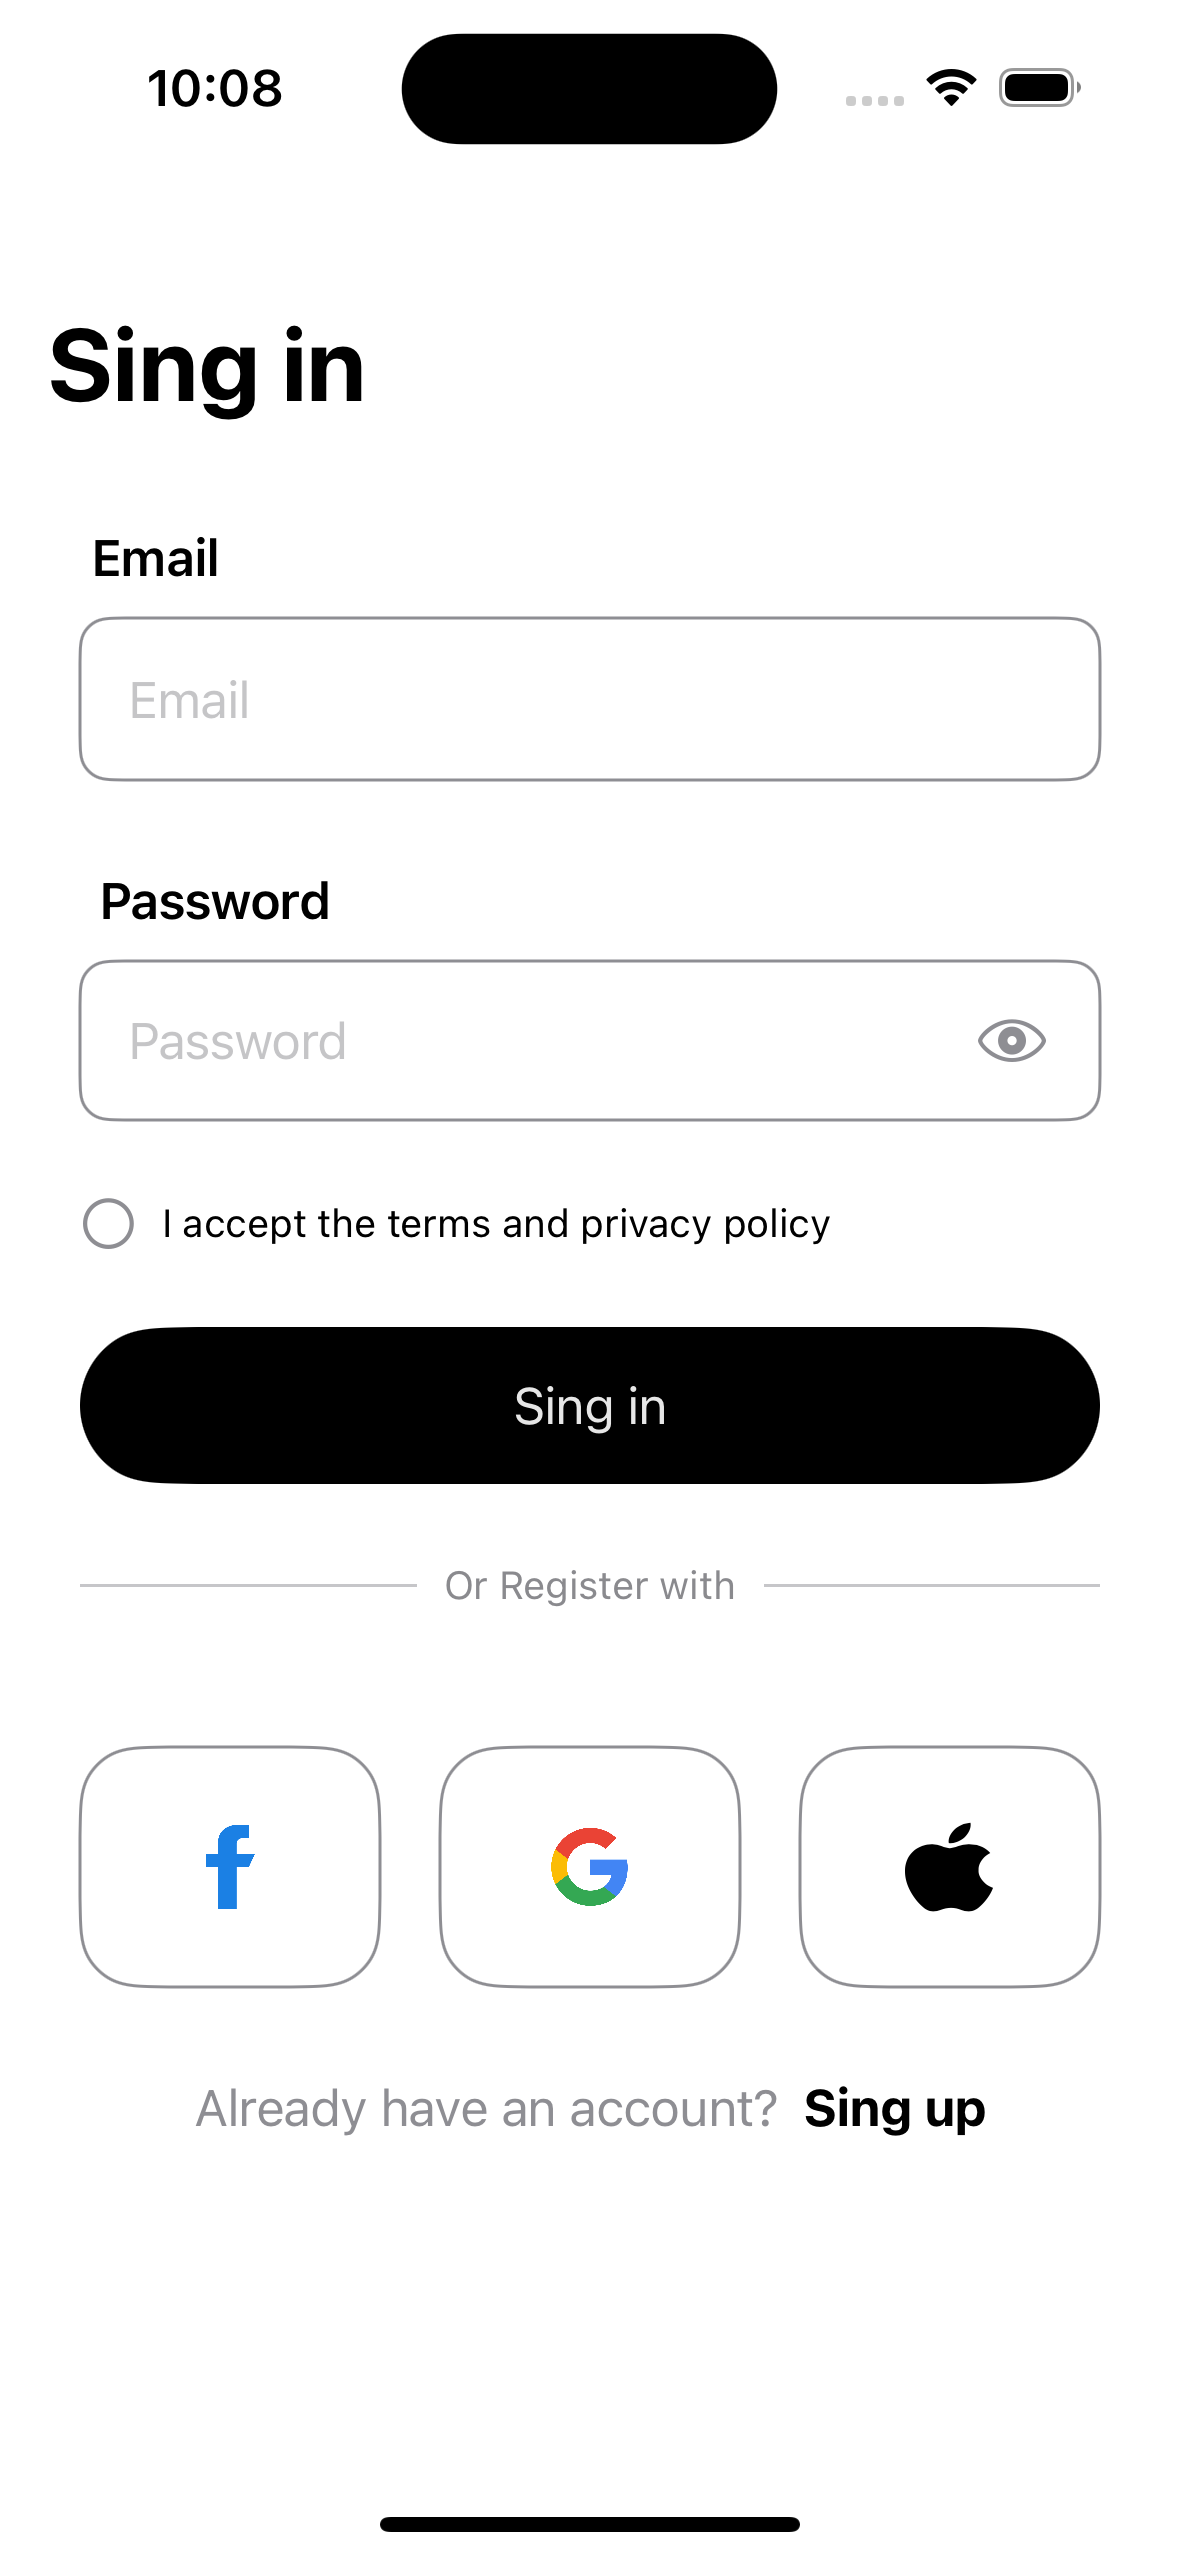 10:08
Sing in
Email
Email
Password
Password
I accept the terms and privacy policy
Sing in
Or Register with
Already have an account? Sing up